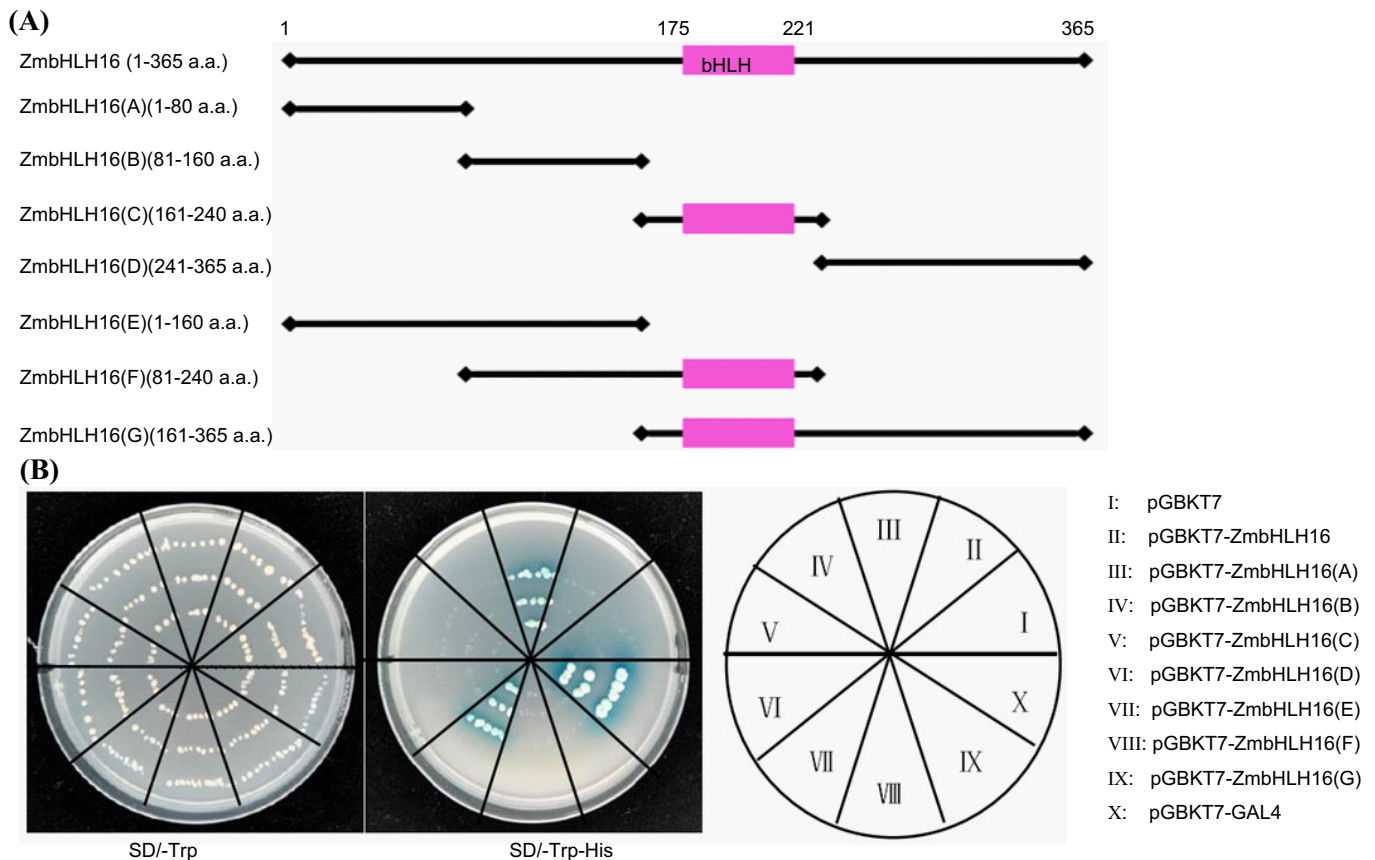 (A)
1 175 221 365
ZmbHLH16 (1-365 a.a.)
bHLH
ZmbHLH16(A)(1-80 a.a.)
ZmbHLH16(B)(81-160 a.a.)
ZmbHLH16(C)(161-240 a.a.)
ZmbHLH16(D)(241-365 a.a.)
ZmbHLH16(E)(1-160 a.a.)
ZmbHLH16(F)(81-240 a.a.)
ZmbHLH16(G)(161-365 a.a.)
(B)
III
II
IV
I
V
VI
X
VII
IX
VIII
I: pGBKT7
II: pGBKT7-ZmbHLH16
III: pGBKT7-ZmbHLH16(A)
IV: pGBKT7-ZmbHLH16(B)
V: pGBKT7-ZmbHLH16(C)
VI: pGBKT7-ZmbHLH16(D)
VII: pGBKT7-ZmbHLH16(E)
VIII: pGBKT7-ZmbHLH16(F)
IX: pGBKT7-ZmbHLH16(G)
X: pGBKT7-GAL4
SD/-Trp
SD/-Trp-His